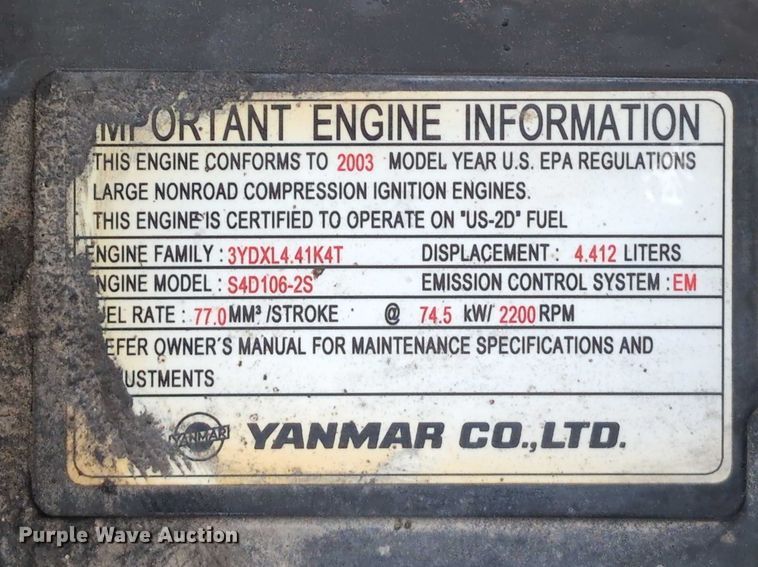 IMPORTANT ENGINE INFORMATION
THIS ENGINE CONFORMS TO 2003 MODEL YEAR U.S. EPA REGULATIONS
LARGE NONROAD COMPRESSION IGNITION ENGINES.
THIS ENGINE IS CERTIFIED TO OPERATE ON "US-2D" FUEL
ENGINE FAMILY : 3YDXL4.41K4T DISPLACEMENT : 4.412 LITERS
ENGINE MODEL : S4D106-2S EMISSION CONTROL SYSTEM : EM
FUEL RATE : 77.0 MM³ /STROKE @ 74.5 kW/ 2200 RPM
REFER OWNER'S MANUAL FOR MAINTENANCE SPECIFICATIONS AND
USTMENTS
YANMAR YANMAR CO.,LTD.
Purple Wave Auction